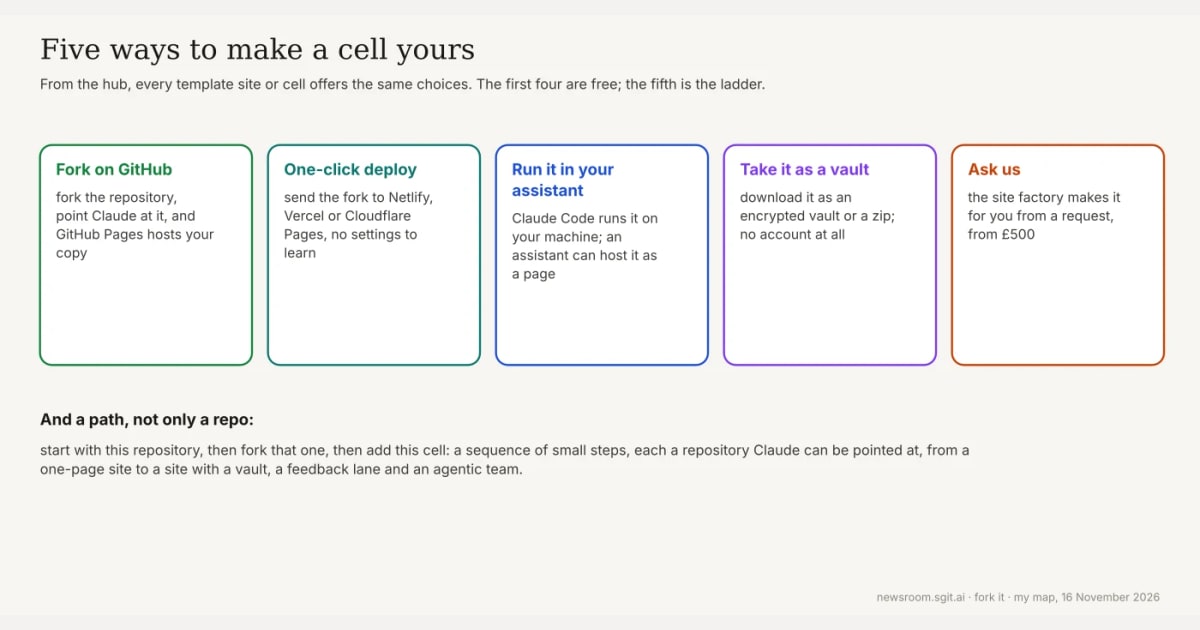 Five ways to make a cell yours
From the hub, every template site or cell offers the same choices. The first four are free; the fifth is the ladder.
Fork on GitHub
fork the repository,
point Claude at it, and
GitHub Pages hosts your
copy
One-click deploy
send the fork to Netlify,
Vercel or Cloudflare
Pages, no settings to
learn
Run it in your
assistant
Claude Code runs it on
your machine; an
assistant can host it as
a page
Take it as a vault
download it as an
encrypted vault or a zip;
no account at all
Ask us
the site factory makes it
for you from a request,
from £500
And a path, not only a repo:
start with this repository, then fork that one, then add this cell: a sequence of small steps, each a repository Claude can be pointed at, from a
one-page site to a site with a vault, a feedback lane and an agentic team.
newsroom.sgit.ai · fork it · my map, 16 November 2026